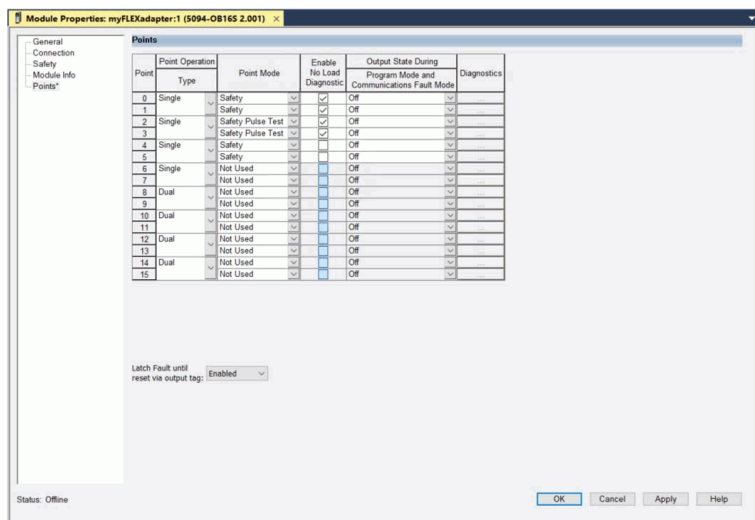 Module Properties: myFLEXadapter:1 (5094-OB16S 2.001) ×
General
Connection
Safety
Module Info
Points*
Points
Point
Point Operation
Type
Point Mode
Enable
No Load
Diagnostic
Output State During
Program Mode and
Communications Fault Mode
Diagnostics
0 Single Safety Off ...
1 Safety Off ...
2 Single Safety Pulse Test Off ...
3 Safety Pulse Test Off ...
4 Single Safety Off ...
5 Safety Off ...
6 Single Not Used Off ...
7 Not Used Off ...
8 Dual Not Used Off ...
9 Not Used Off ...
10 Dual Not Used Off ...
11 Not Used Off ...
12 Dual Not Used Off ...
13 Not Used Off ...
14 Dual Not Used Off ...
15 Not Used Off ...
Latch Fault until
reset via output tag: Enabled
Status: Offline
OK Cancel Apply Help